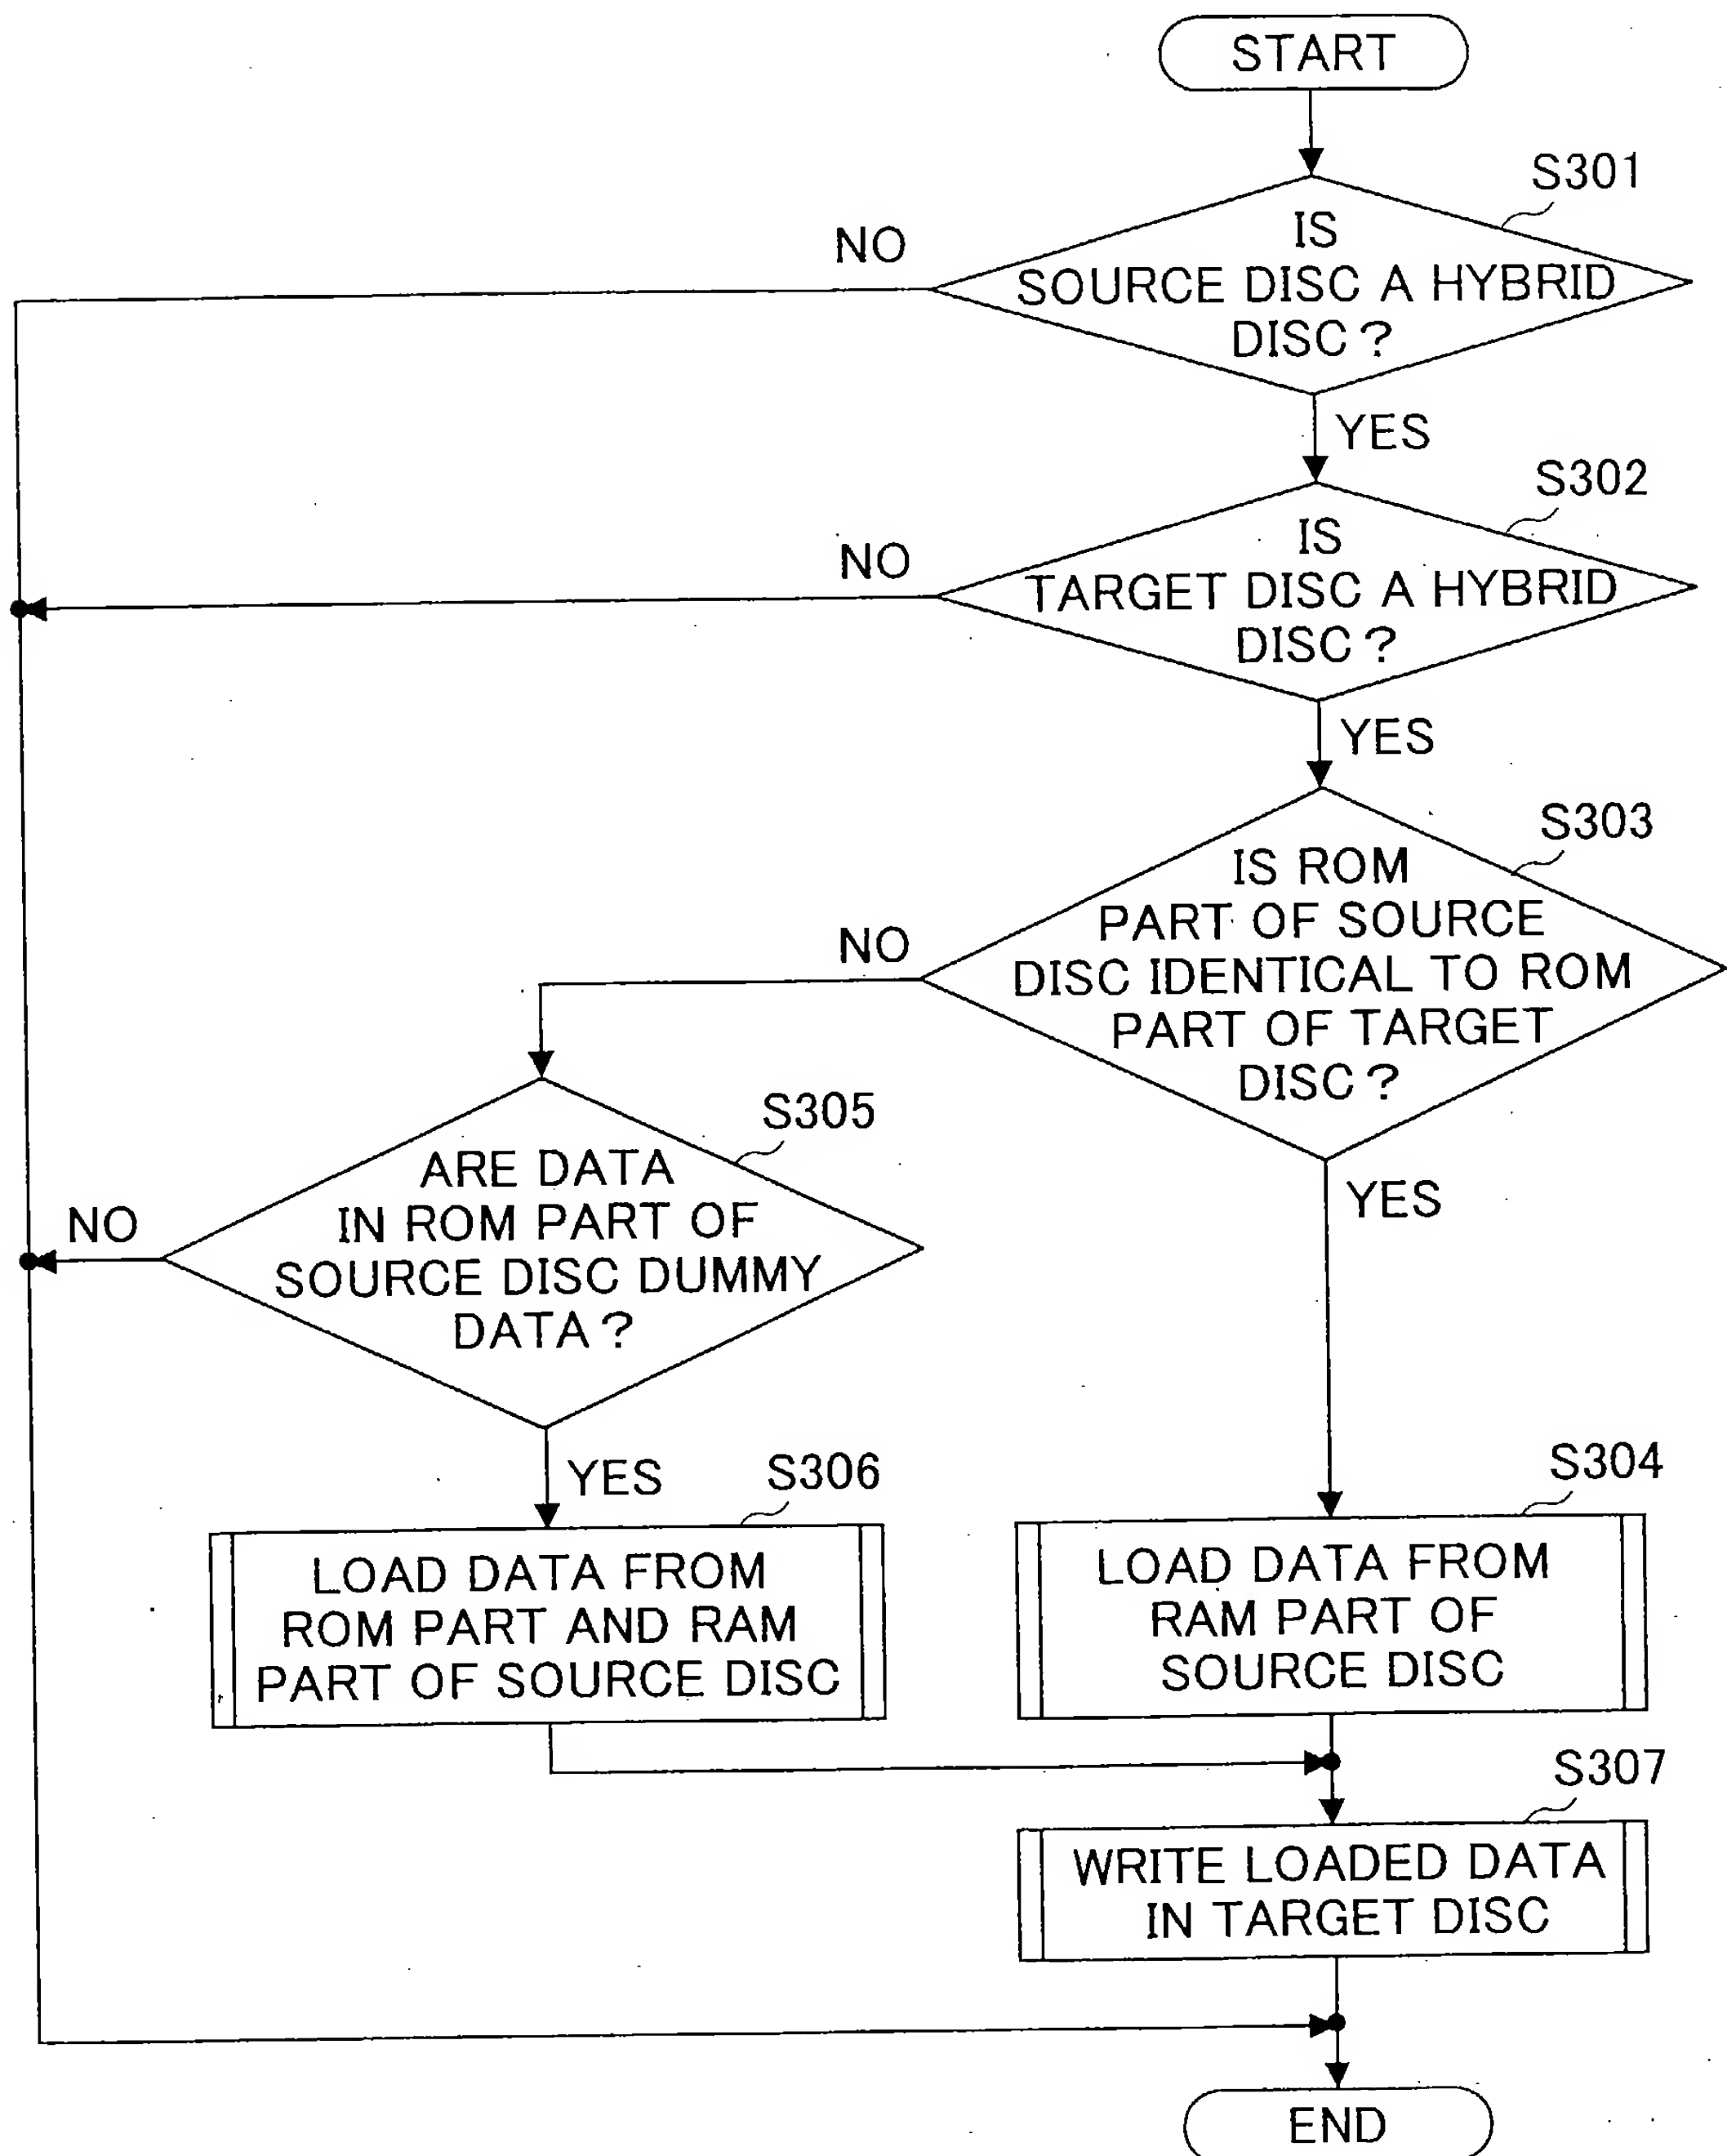 START
S301
IS
SOURCE DISC A HYBRID
DISC?
NO
YES
S302
IS
TARGET DISC A HYBRID
DISC?
NO
YES
S303
IS ROM
PART OF SOURCE
DISC IDENTICAL TO ROM
PART OF TARGET
DISC?
NO
YES
S305
ARE DATA
IN ROM PART OF
SOURCE DISC DUMMY
DATA?
NO
YES
S306
LOAD DATA FROM
ROM PART AND RAM
PART OF SOURCE DISC
S304
LOAD DATA FROM
RAM PART OF
SOURCE DISC
S307
WRITE LOADED DATA
IN TARGET DISC
END